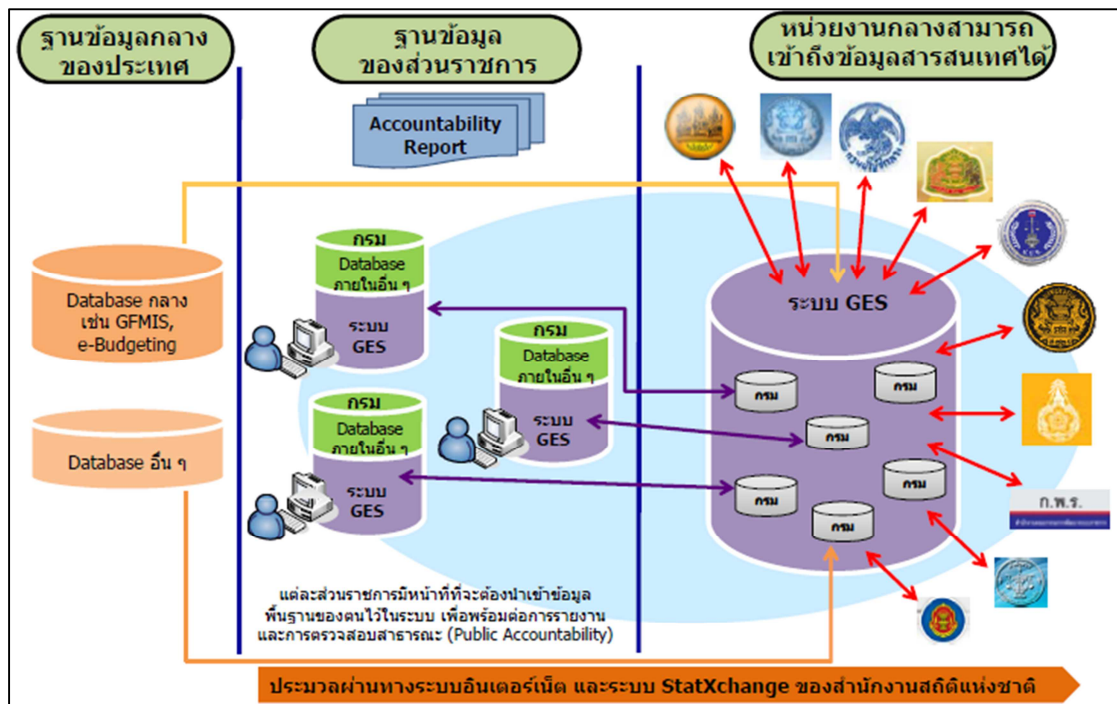 ฐานข้อมูลกลาง
ของประเทศ
ฐานข้อมูล
ของส่วนราชการ
หน่วยงานกลางสามารถ
เข้าถึงข้อมูลสารสนเทศได้
Accountability
Report
Database กลาง
เช่น GFMIS,
e-Budgeting
Database อื่น ๆ
กรม
Database
ภายในอื่น ๆ
ระบบ
GES
กรม
Database
ภายในอื่น ๆ
ระบบ
GES
กรม
Database
ภายในอื่น ๆ
ระบบ
GES
ระบบ GES
กรม
กรม
กรม
กรม
กรม
กรม
ก.พ.ร.
แต่ละส่วนราชการมีหน้าที่ที่จะต้องนำเข้าข้อมูล
พื้นฐานของตนไว้ในระบบ เพื่อพร้อมต่อการรายงาน
และการตรวจสอบสาธารณะ (Public Accountability)
ประมวลผ่านทางระบบอินเตอร์เน็ต และระบบ StatXchange ของสำนักงานสถิติแห่งชาติ